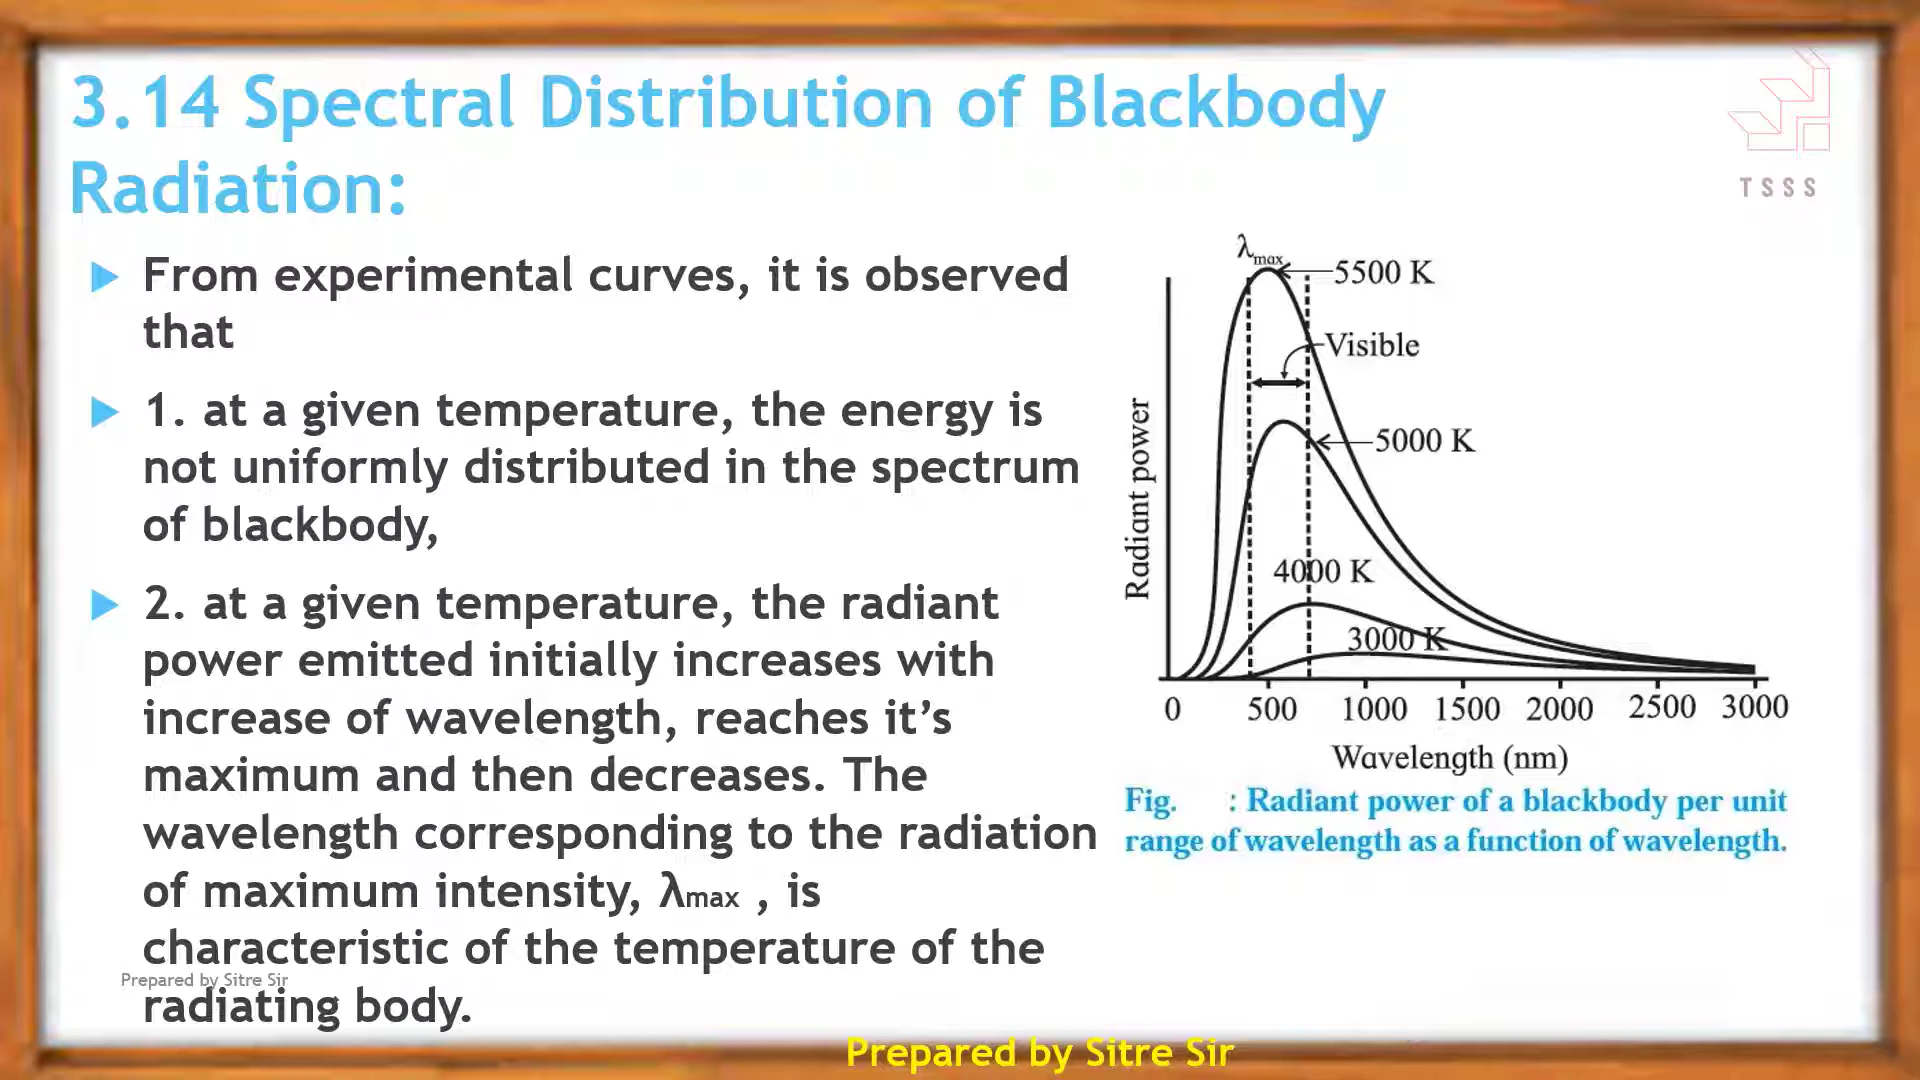 3.14 Spectral Distribution of Blackbody
Radiation:
TSSS
From experimental curves, it is observed
that
1. at a given temperature, the energy is
not uniformly distributed in the spectrum
of blackbody,
2. at a given temperature, the radiant
power emitted initially increases with
increase of wavelength, reaches it’s
maximum and then decreases. The
wavelength corresponding to the radiation
of maximum intensity, λmax , is
characteristic of the temperature of the
radiating body.
Prepared by Sitre Sir
λmax
5500 K
Visible
5000 K
4000 K
3000 K
Radiant power
0 500 1000 1500 2000 2500 3000
Wavelength (nm)
Fig. : Radiant power of a blackbody per unit
range of wavelength as a function of wavelength.
Prepared by Sitre Sir